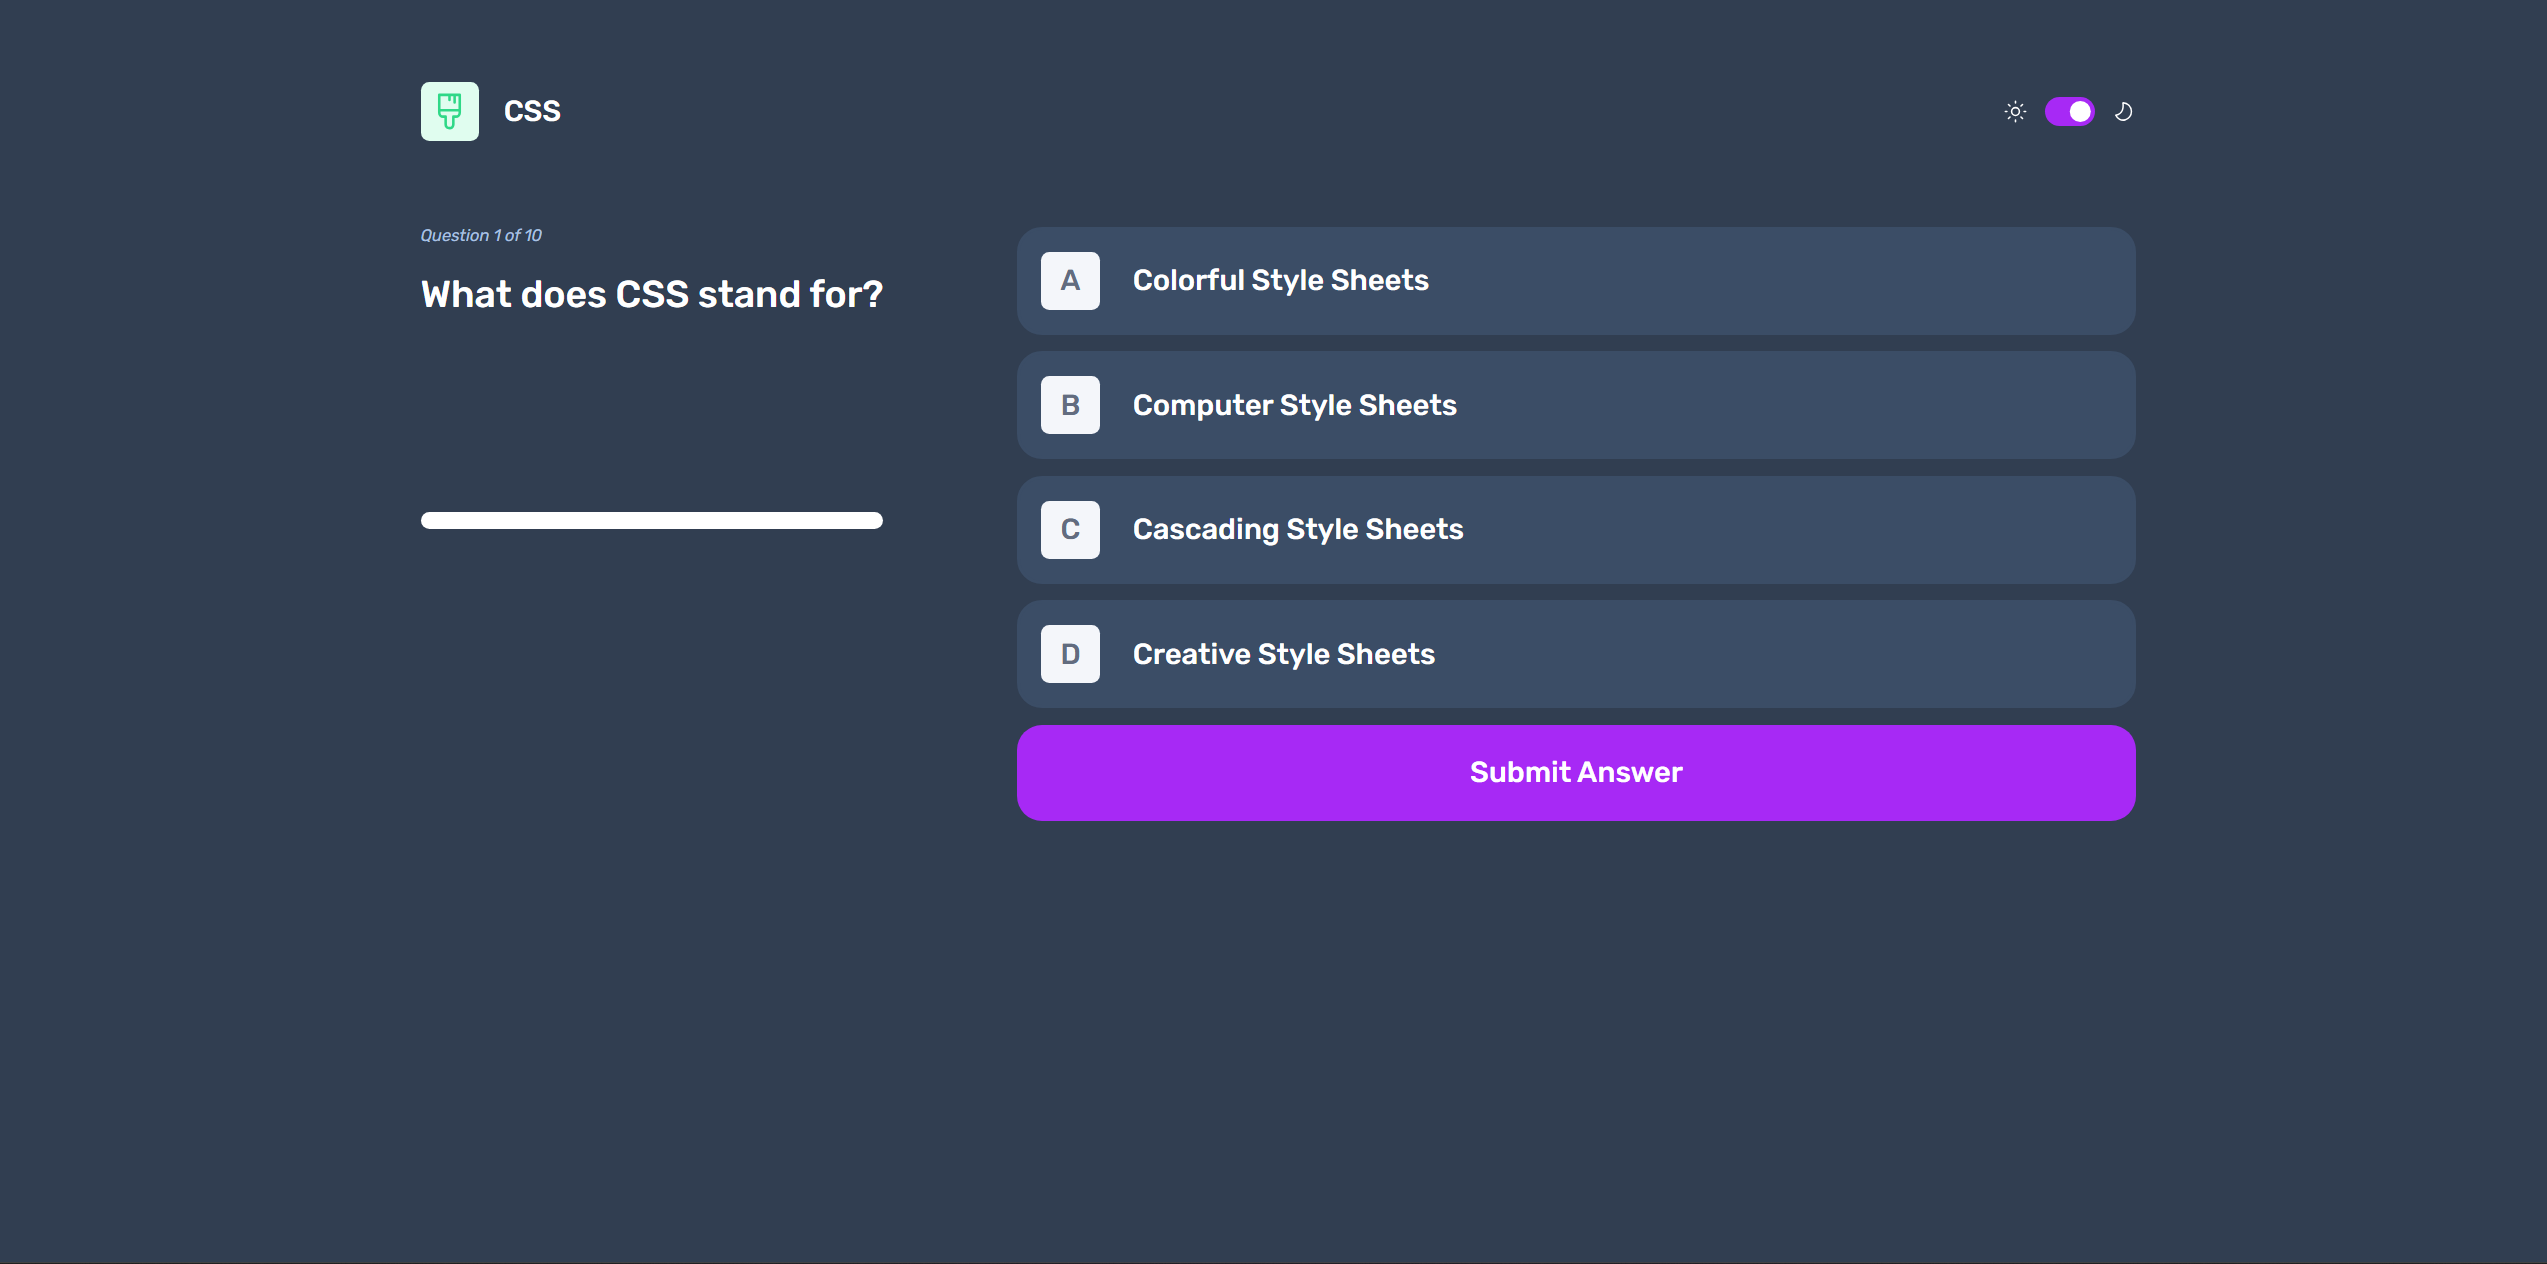 CSS
Question 1 of 10
What does CSS stand for?
A Colorful Style Sheets
B Computer Style Sheets
C Cascading Style Sheets
D Creative Style Sheets
Submit Answer